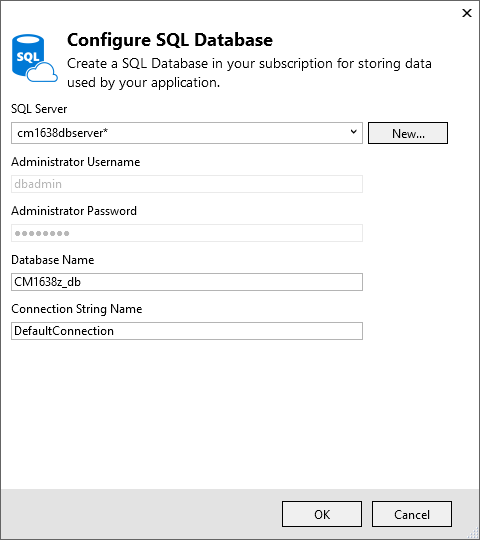 Configure SQL Database
SQL
Create a SQL Database in your subscription for storing data
used by your application.
SQL Server
cm1638dbserver*
New...
Administrator Username
dbadmin
Administrator Password
●●●●●●●●
Database Name
CM1638z_db
Connection String Name
DefaultConnection
OK
Cancel